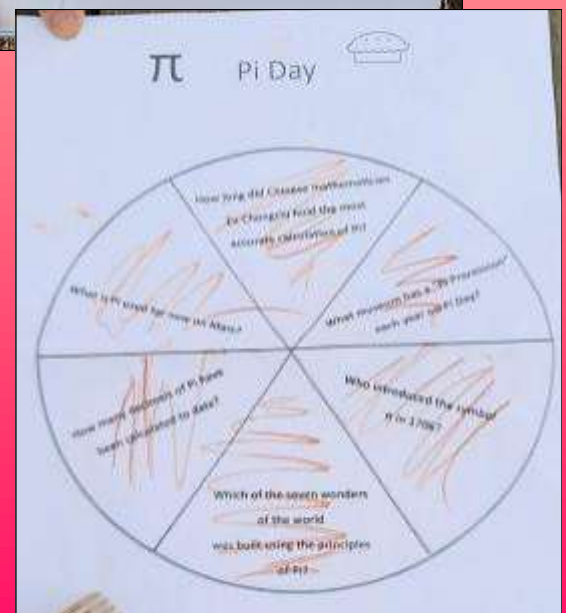 π Pi Day
How long did Chinese mathematician
Zu Chongzhi hold the most
accurate calculation of Pi?
What museum has a "Pi Procession"
each year on Pi Day?
Who introduced the symbol
π in 1706?
Which of the seven wonders
of the world
was built using the principles
of Pi?
How many decimals of Pi have
been calculated to date?
What is Pi used for now on Mars?